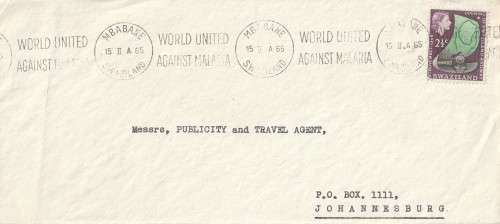 WORLD UNITED
AGAINST MALARIA
MBABANE
15 II A 65
SWAZILAND
WORLD UNITED
AGAINST MALARIA
MBABANE
15 II A 65
SWAZILAND
WORLD UNITED
AGAINST MALARIA
15 II A 65
2½c
SWAZILAND
Messrs, PUBLICITY and TRAVEL AGENT,
P.O. BOX. 1111,
JOHANNESBURG